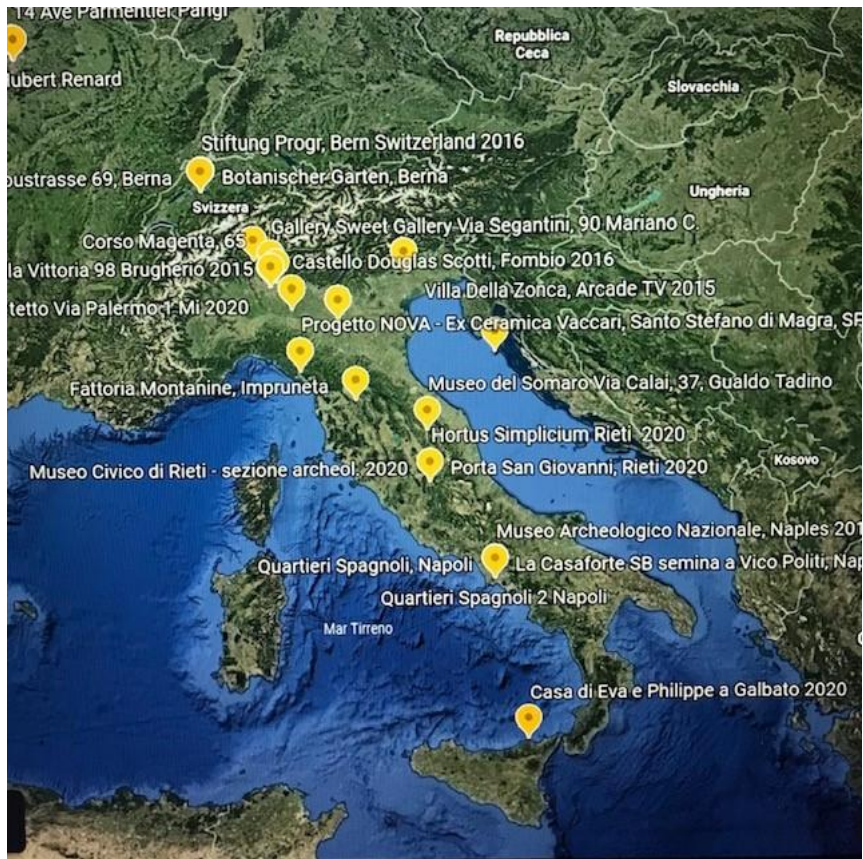 14 Ave Parmentier Parigi
Repubblica
Ceca
Hubert Renard
Slovacchia
Stiftung Progr, Bern Switzerland 2016
69, Berna
Botanischer Garten, Berna
Ungheria
Svizzera
Gallery Sweet Gallery Via Segantini, 90 Mariano C.
Corso Magenta, 65
la Vittoria 98 Brugherio 2015
Castello Douglas Scotti, Fombio 2016
Villa Della Zonca, Arcade TV 2015
tetto Via Palermo 1 Mi 2020
Progetto NOVA - Ex Ceramica Vaccari, Santo Stefano di Magra, SP
Fattoria Montanine, Impruneta
Museo del Somaro Via Calai, 37, Gualdo Tadino
Hortus Simplicium Rieti 2020
Museo Civico di Rieti - sezione archeol, 2020
Porta San Giovanni, Rieti 2020
Kosovo
Museo Archeologico Nazionale, Naples 201
Quartieri Spagnoli, Napoli
La Casaforte SB semina a Vico Politi, Nap
Quartieri Spagnoli 2 Napoli
Mar Tirreno
Casa di Eva e Philippe a Galbato 2020